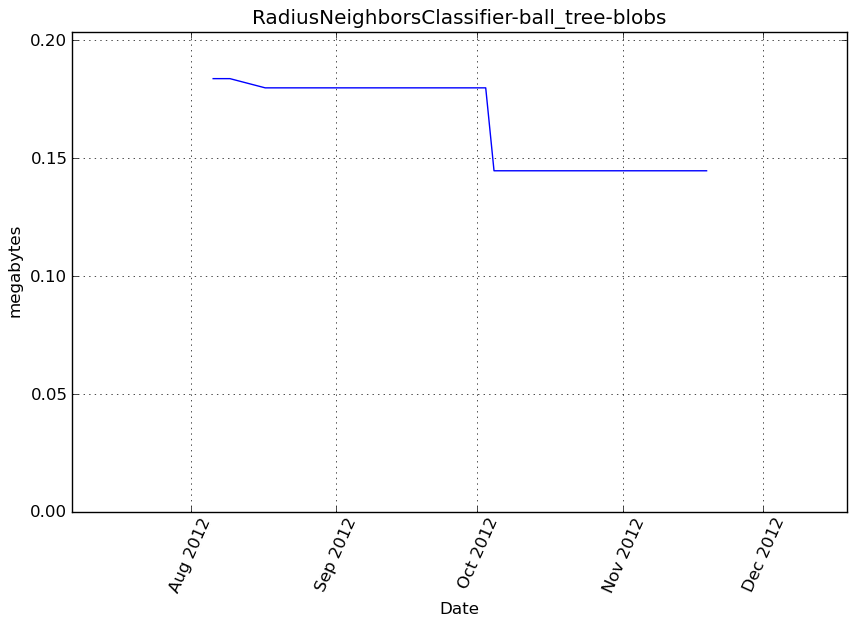 RadiusNeighborsClassifier-ball_tree-blobs
0.20
0.15
0.10
0.05
0.00
megabytes
Aug 2012
Sep 2012
Oct 2012
Nov 2012
Dec 2012
Date